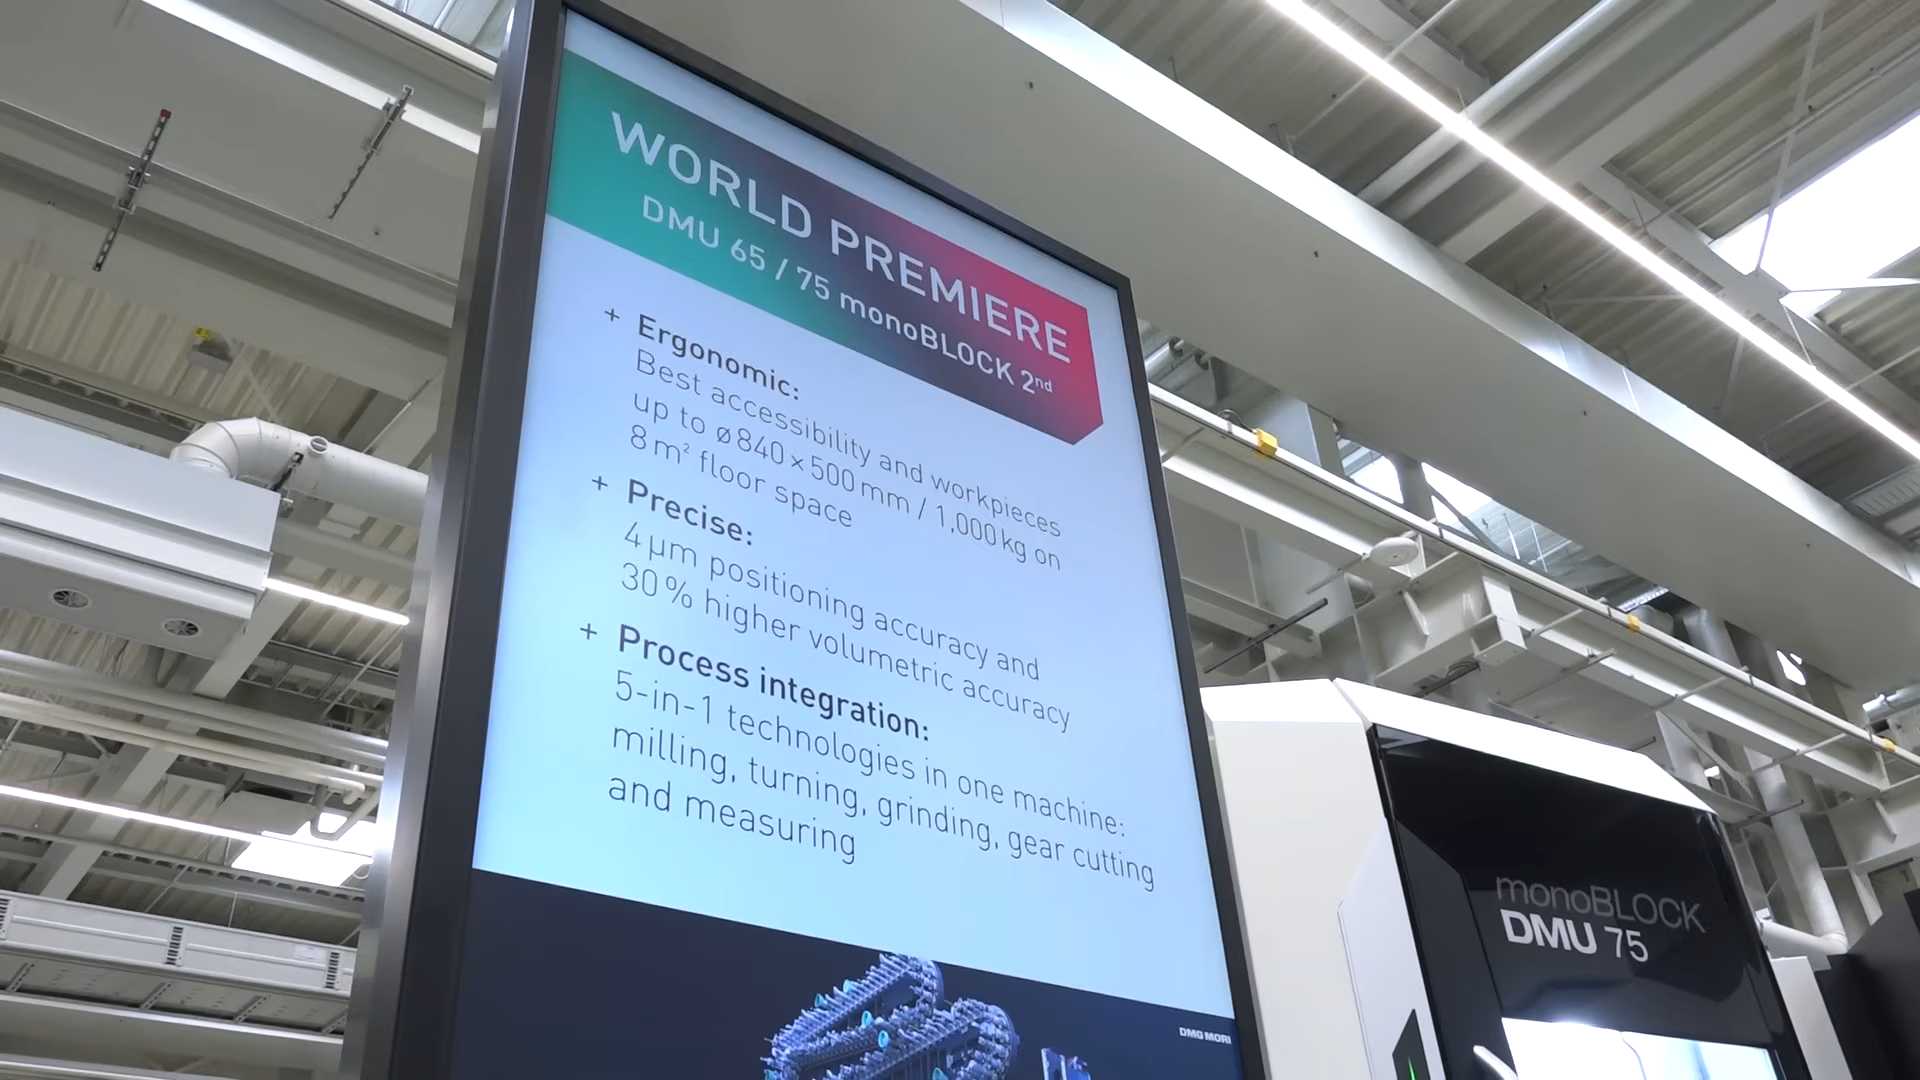 WORLD PREMIERE
DMU 65 / 75 monoBLOCK 2nd
+ Ergonomic:
Best accessibility and workpieces
up to ø 840 × 500 mm / 1,000 kg on
8 m² floor space
+ Precise:
4 µm positioning accuracy and
30 % higher volumetric accuracy
+ Process integration:
5-in-1 technologies in one machine:
milling, turning, grinding, gear cutting
and measuring
DMG MORI
monoBLOCK
DMU 75